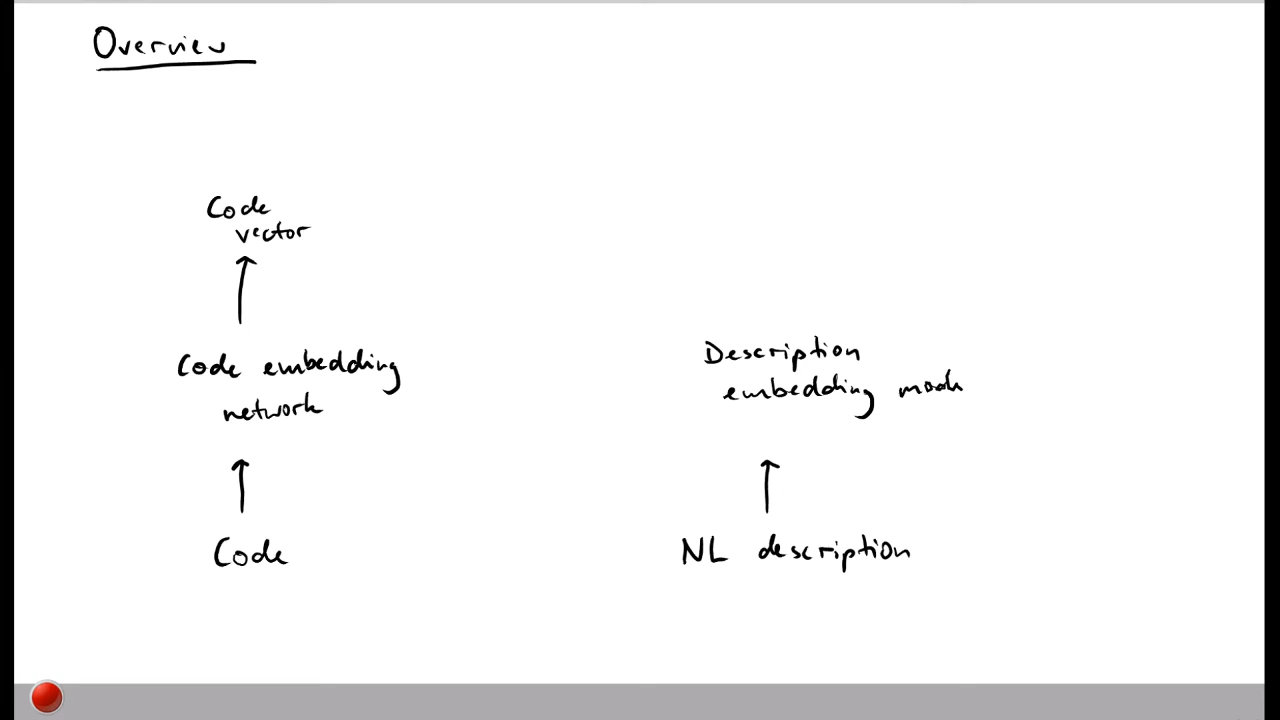 Overview
Code
vector
Code embedding
network
Description
embedding
Code
NL description